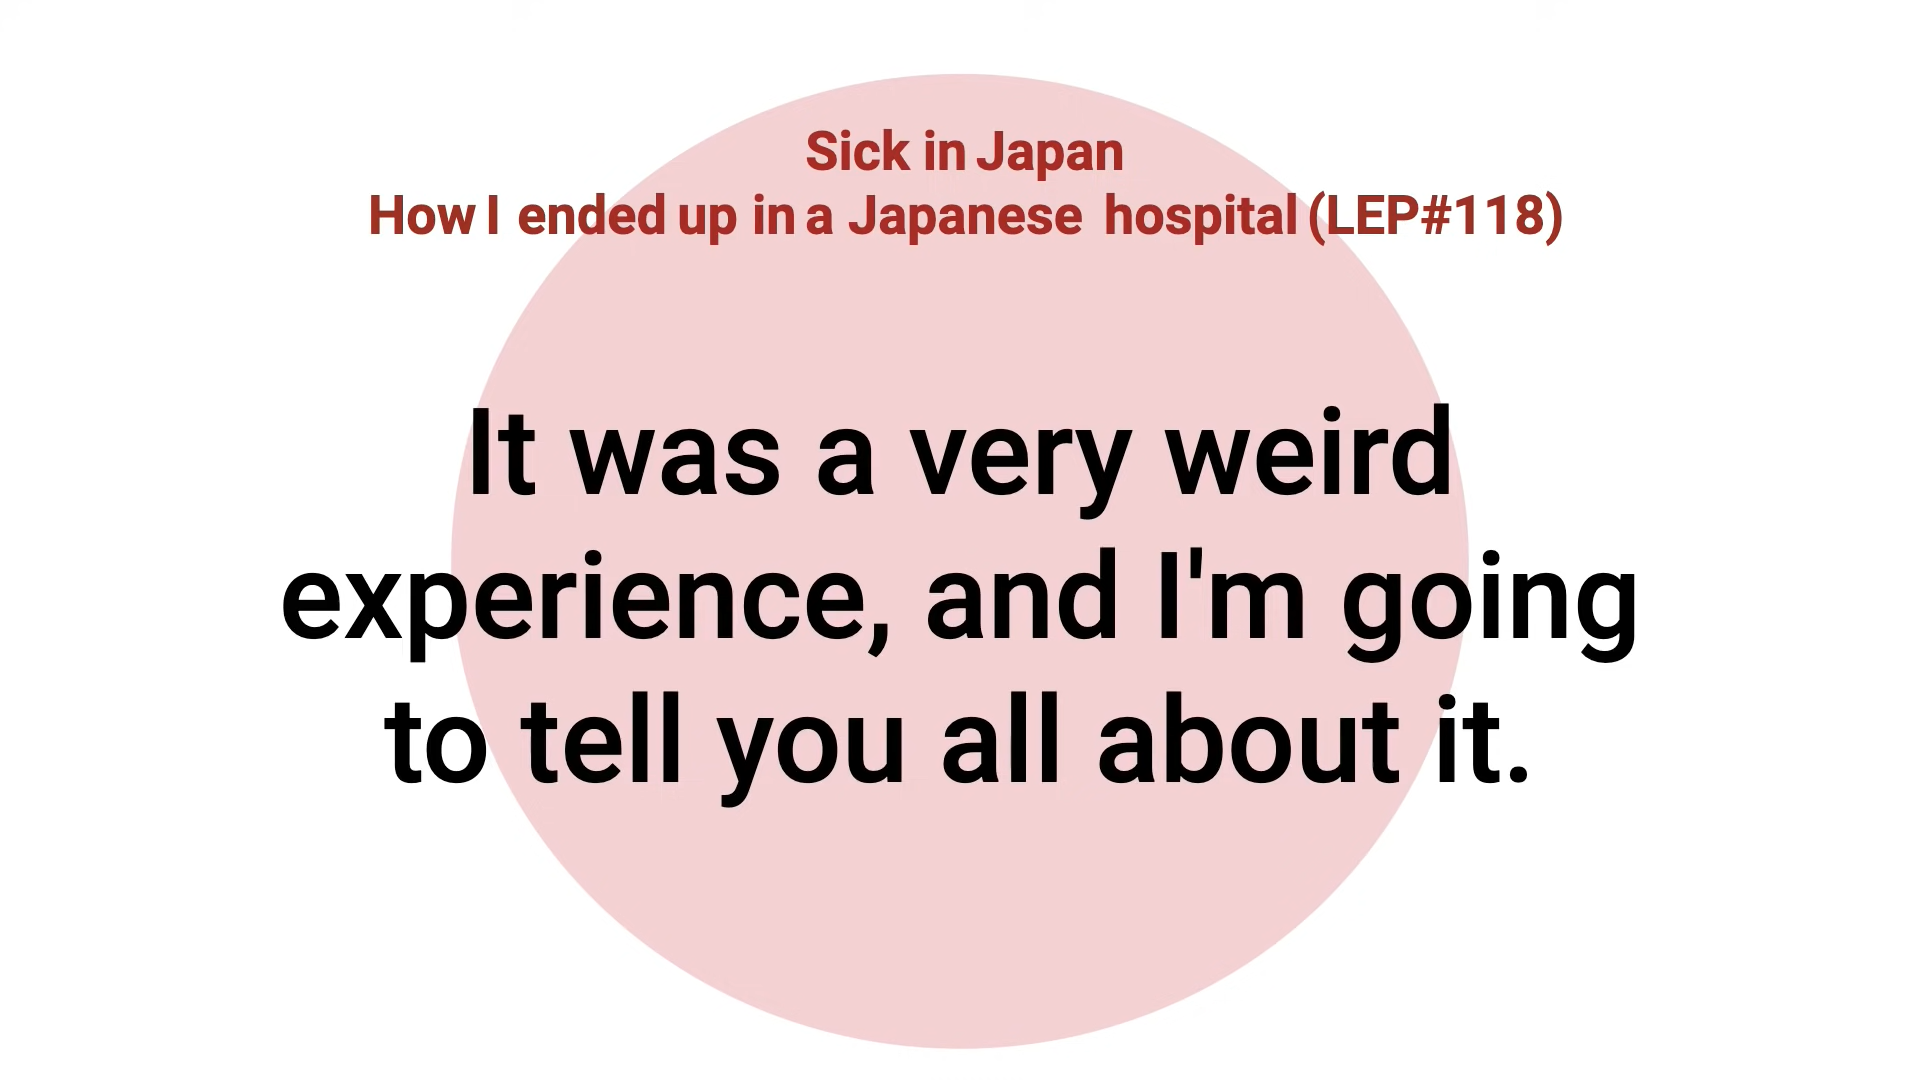 Sick in Japan
How I ended up in a Japanese hospital (LEP#118)
It was a very weird
experience, and I'm going
to tell you all about it.